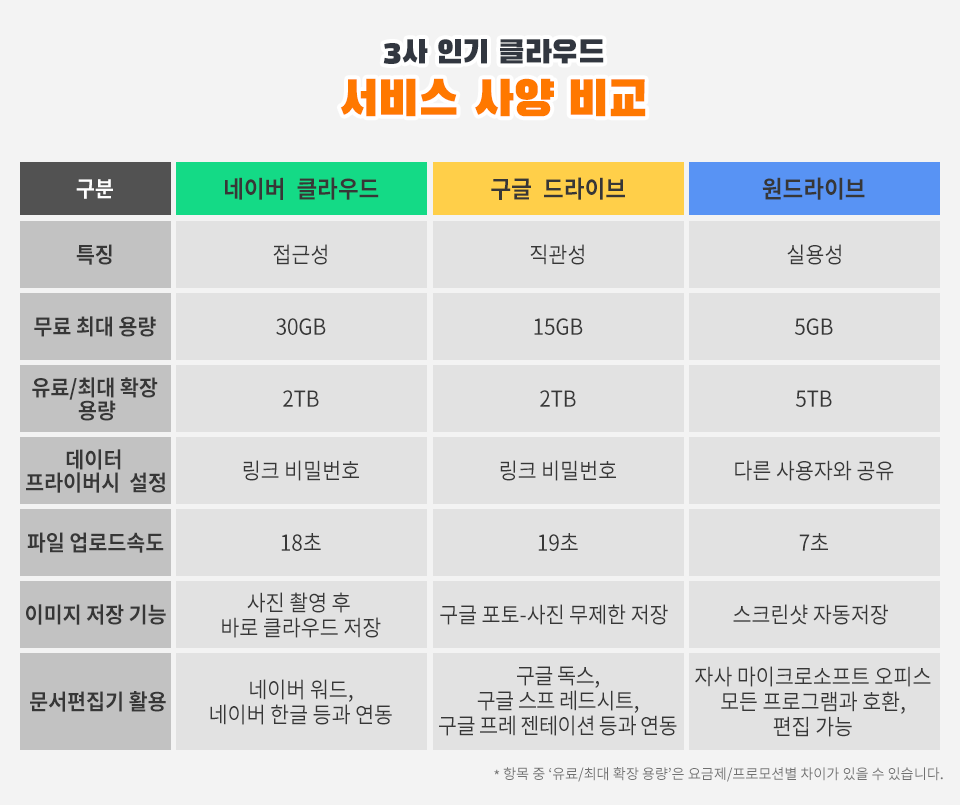 3사 인기 클라우드
서비스 사양 비교
구분 네이버 클라우드 구글 드라이브 원드라이브
특징 접근성 직관성 실용성
무료 최대 용량 30GB 15GB 5GB
유료/최대 확장
용량
2TB 2TB 5TB
데이터
프라이버시 설정
링크 비밀번호 링크 비밀번호 다른 사용자와 공유
파일 업로드속도 18초 19초 7초
이미지 저장 기능
사진 촬영 후
바로 클라우드 저장
구글 포토-사진 무제한 저장
스크린샷 자동저장
문서편집기 활용
네이버 워드,
네이버 한글 등과 연동
구글 독스,
구글 스프 레드시트,
구글 프레 젠테이션 등과 연동
자사 마이크로소프트 오피스
모든 프로그램과 호환,
편집 가능
* 항목 중 ‘유료/최대 확장 용량’은 요금제/프로모션별 차이가 있을 수 있습니다.